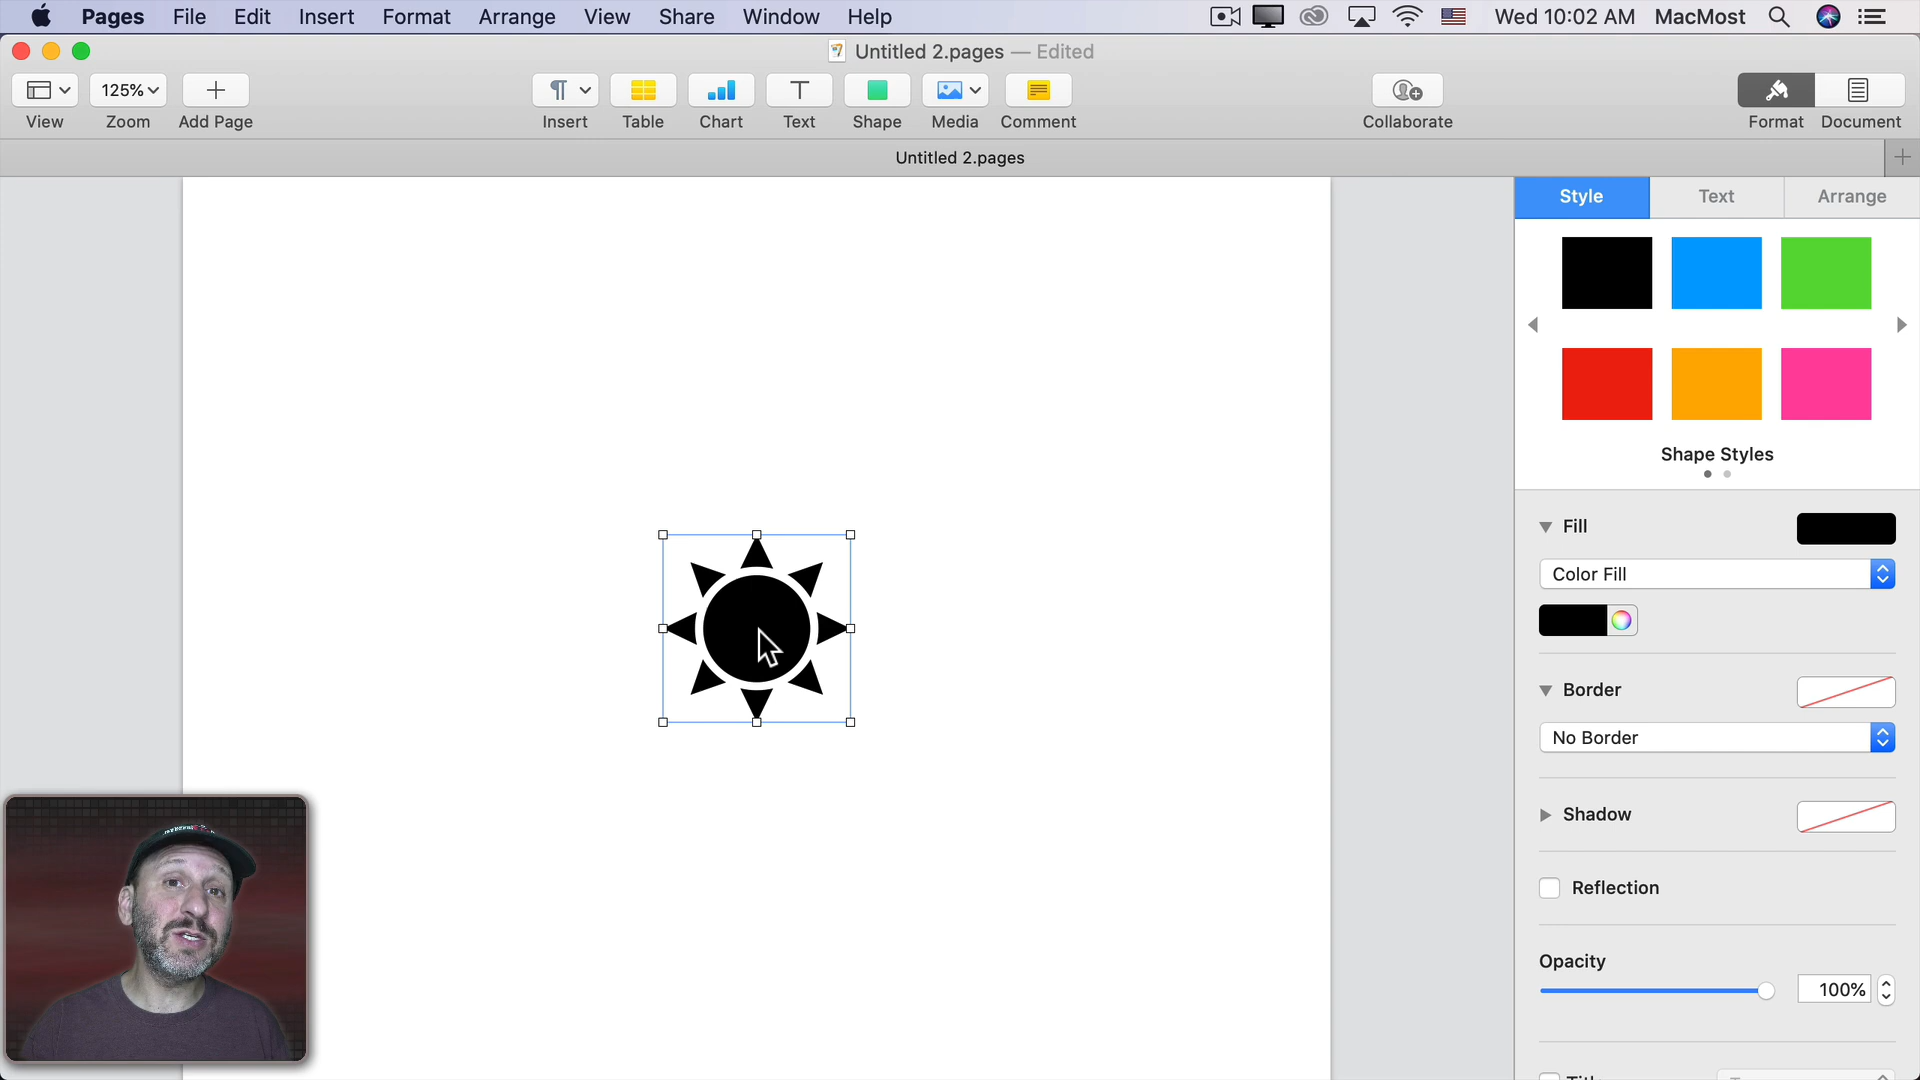 Pages File Edit Insert Format Arrange View Share Window Help Wed 10:02 AM MacMost
Untitled 2.pages — Edited
125%
View Zoom Add Page Insert Table Chart Text Shape Media Comment Collaborate Format Document
Untitled 2.pages
Style Text Arrange
Shape Styles
Fill
Color Fill
Border
No Border
Shadow
Reflection
Opacity
100%